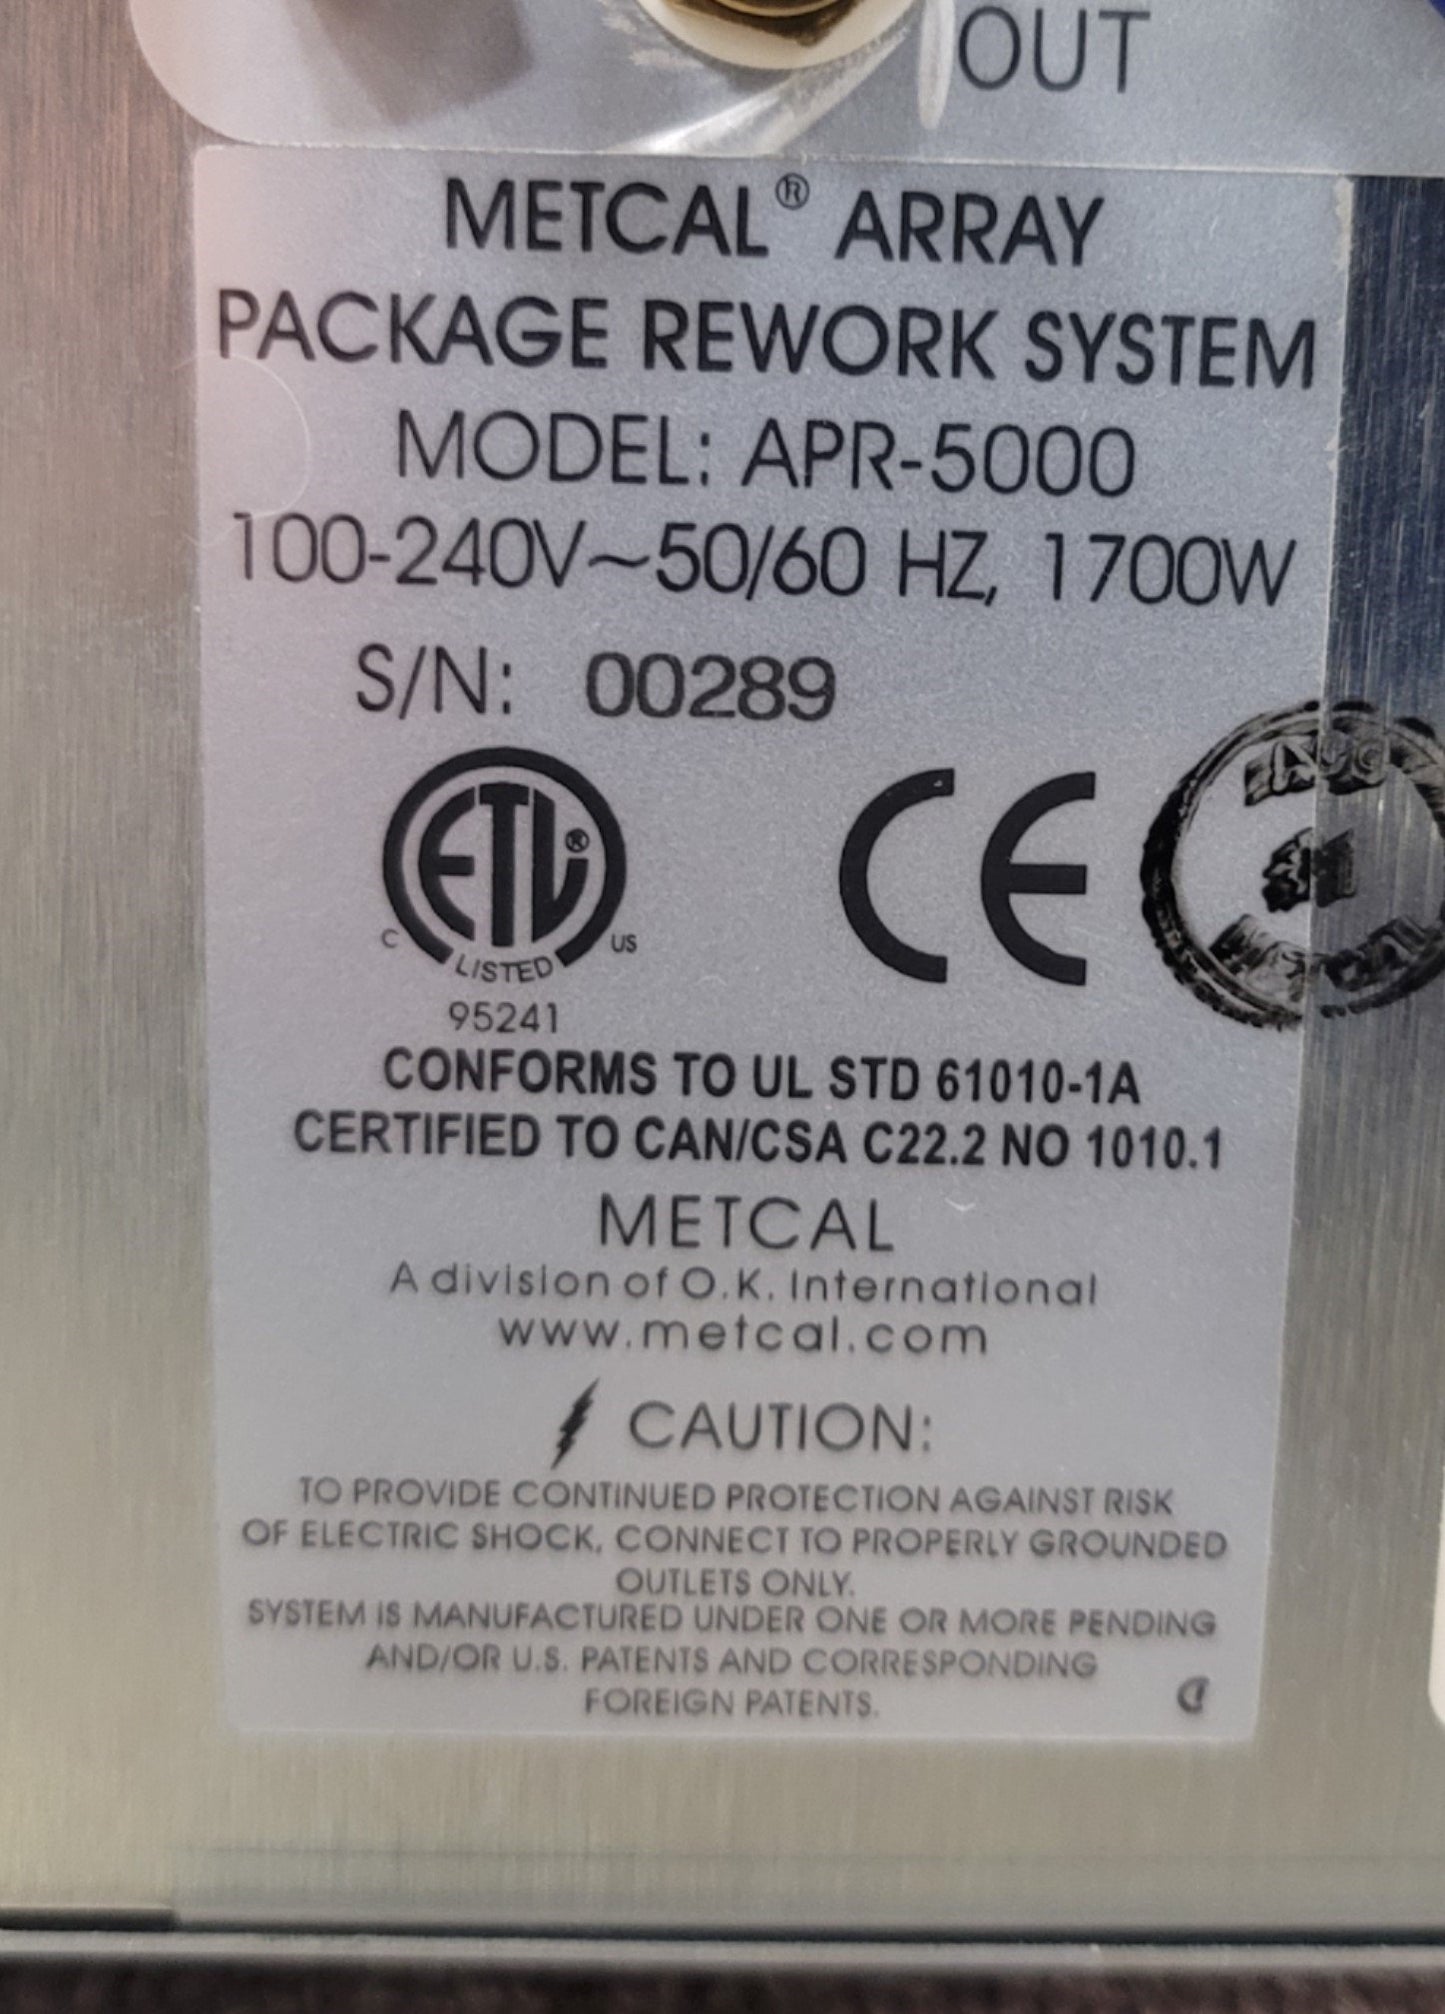 OUT
METCAL® ARRAY
PACKAGE REWORK SYSTEM
MODEL: APR-5000
100-240V~50/60 HZ, 1700W
S/N: 00289
ETL®
C LISTED US
95241
CE
AUG
CONFORMS TO UL STD 61010-1A
CERTIFIED TO CAN/CSA C22.2 NO 1010.1
METCAL
A division of O.K. International
www.metcal.com
CAUTION:
TO PROVIDE CONTINUED PROTECTION AGAINST RISK
OF ELECTRIC SHOCK, CONNECT TO PROPERLY GROUNDED
OUTLETS ONLY.
SYSTEM IS MANUFACTURED UNDER ONE OR MORE PENDING
AND/OR U.S. PATENTS AND CORRESPONDING
FOREIGN PATENTS.